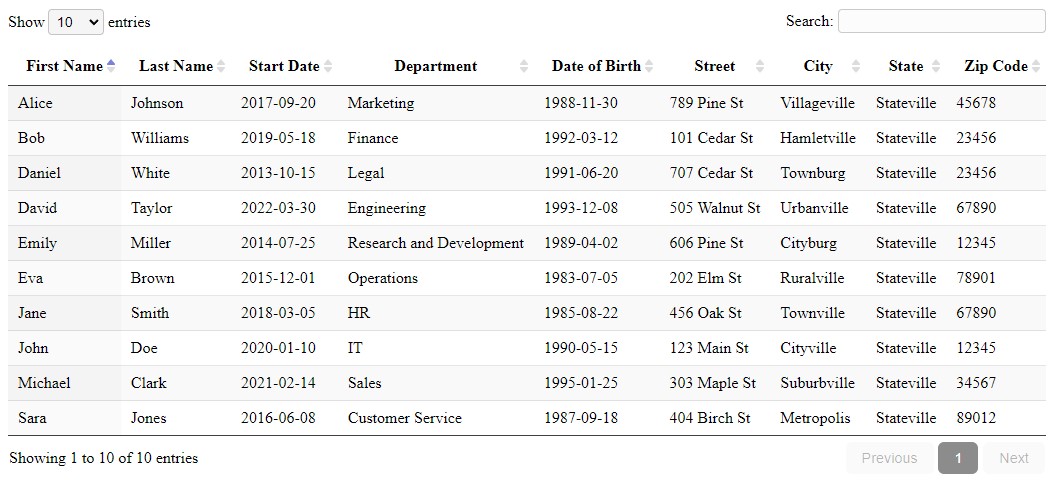 Show 10 entries Search:
First Name Last Name Start Date Department Date of Birth Street City State Zip Code
Alice Johnson 2017-09-20 Marketing 1988-11-30 789 Pine St Villageville Stateville 45678
Bob Williams 2019-05-18 Finance 1992-03-12 101 Cedar St Hamletville Stateville 23456
Daniel White 2013-10-15 Legal 1991-06-20 707 Cedar St Townburg Stateville 23456
David Taylor 2022-03-30 Engineering 1993-12-08 505 Walnut St Urbanville Stateville 67890
Emily Miller 2014-07-25 Research and Development 1989-04-02 606 Pine St Cityburg Stateville 12345
Eva Brown 2015-12-01 Operations 1983-07-05 202 Elm St Ruralville Stateville 78901
Jane Smith 2018-03-05 HR 1985-08-22 456 Oak St Townville Stateville 67890
John Doe 2020-01-10 IT 1990-05-15 123 Main St Cityville Stateville 12345
Michael Clark 2021-02-14 Sales 1995-01-25 303 Maple St Suburbville Stateville 34567
Sara Jones 2016-06-08 Customer Service 1987-09-18 404 Birch St Metropolis Stateville 89012
Showing 1 to 10 of 10 entries Previous 1 Next